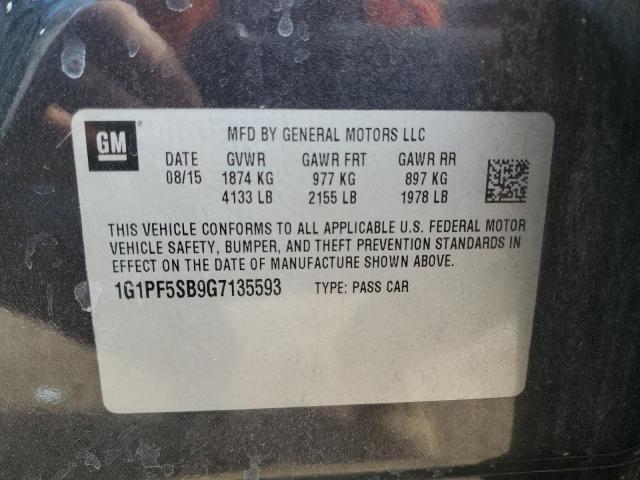 GM ®
MFD BY GENERAL MOTORS LLC
DATE GVWR GAWR FRT GAWR RR
08/15 1874 KG 977 KG 897 KG
4133 LB 2155 LB 1978 LB
THIS VEHICLE CONFORMS TO ALL APPLICABLE U.S. FEDERAL MOTOR
VEHICLE SAFETY, BUMPER, AND THEFT PREVENTION STANDARDS IN
EFFECT ON THE DATE OF MANUFACTURE SHOWN ABOVE.
1G1PF5SB9G7135593 TYPE: PASS CAR